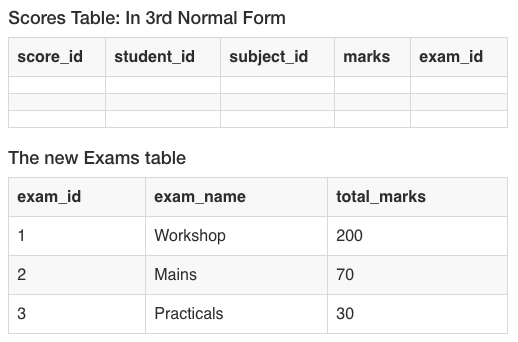 Scores Table: In 3rd Normal Form
score_id student_id subject_id marks exam_id
The new Exams table
exam_id exam_name total_marks
1 Workshop 200
2 Mains 70
3 Practicals 30